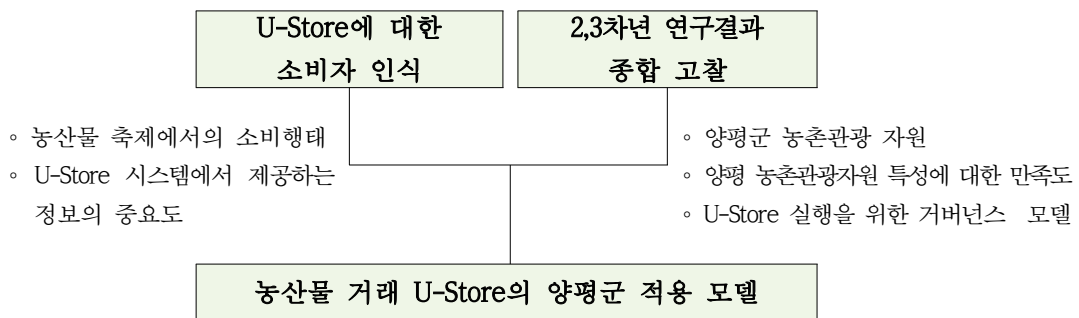 U-Store에 대한
소비자 인식
2,3차년 연구결과
종합 고찰
◦ 농산물 축제에서의 소비행태
◦ U-Store 시스템에서 제공하는
정보의 중요도
◦ 양평군 농촌관광 자원
◦ 양평 농촌관광자원 특성에 대한 만족도
◦ U-Store 실행을 위한 거버넌스 모델
농산물 거래 U-Store의 양평군 적용 모델